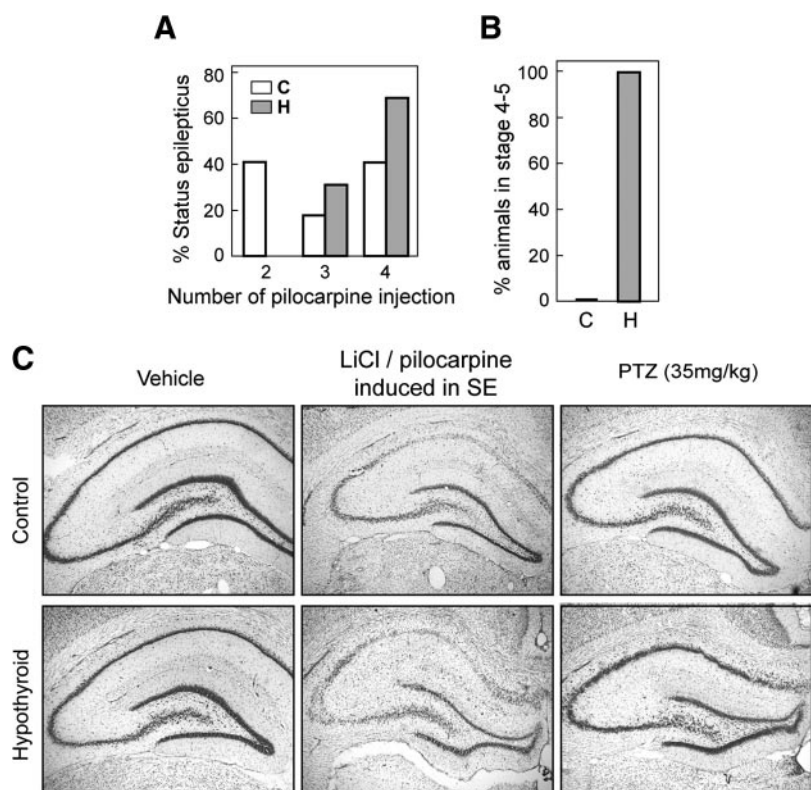 A
80
60
40
20
0
% Status epilepticus
C
H
2 3 4
Number of pilocarpine injection
B
100
80
60
40
20
0
% animals in stage 4-5
C H
C
Vehicle
LiCl / pilocarpine
induced in SE
PTZ (35mg/kg)
Control
Hypothyroid